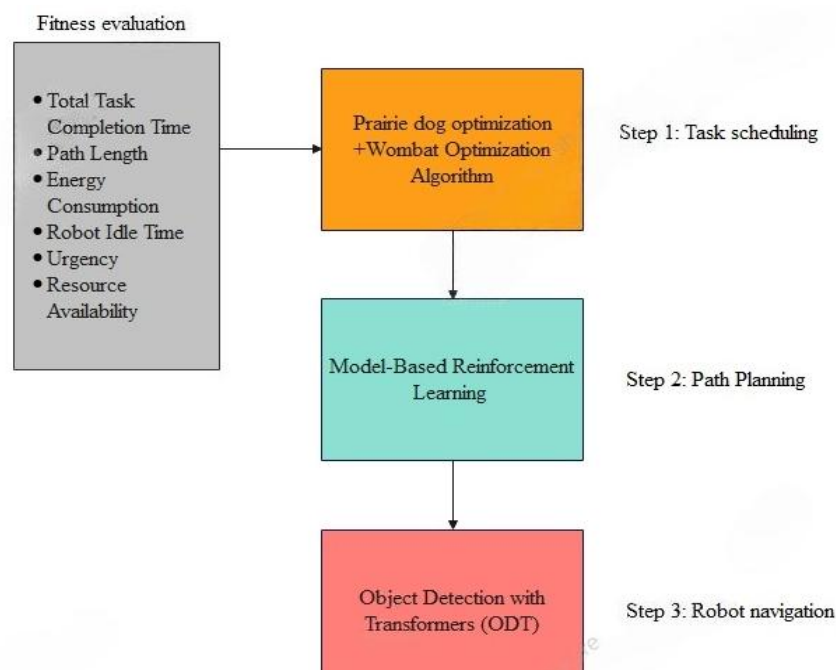 Fitness evaluation
• Total Task
Completion Time
• Path Length
• Energy
Consumption
• Robot Idle Time
• Urgency
• Resource
Availability
Prairie dog optimization
+Wombat Optimization
Algorithm
Step 1: Task scheduling
Model-Based Reinforcement
Learning
Step 2: Path Planning
Object Detection with
Transformers (ODT)
Step 3: Robot navigation